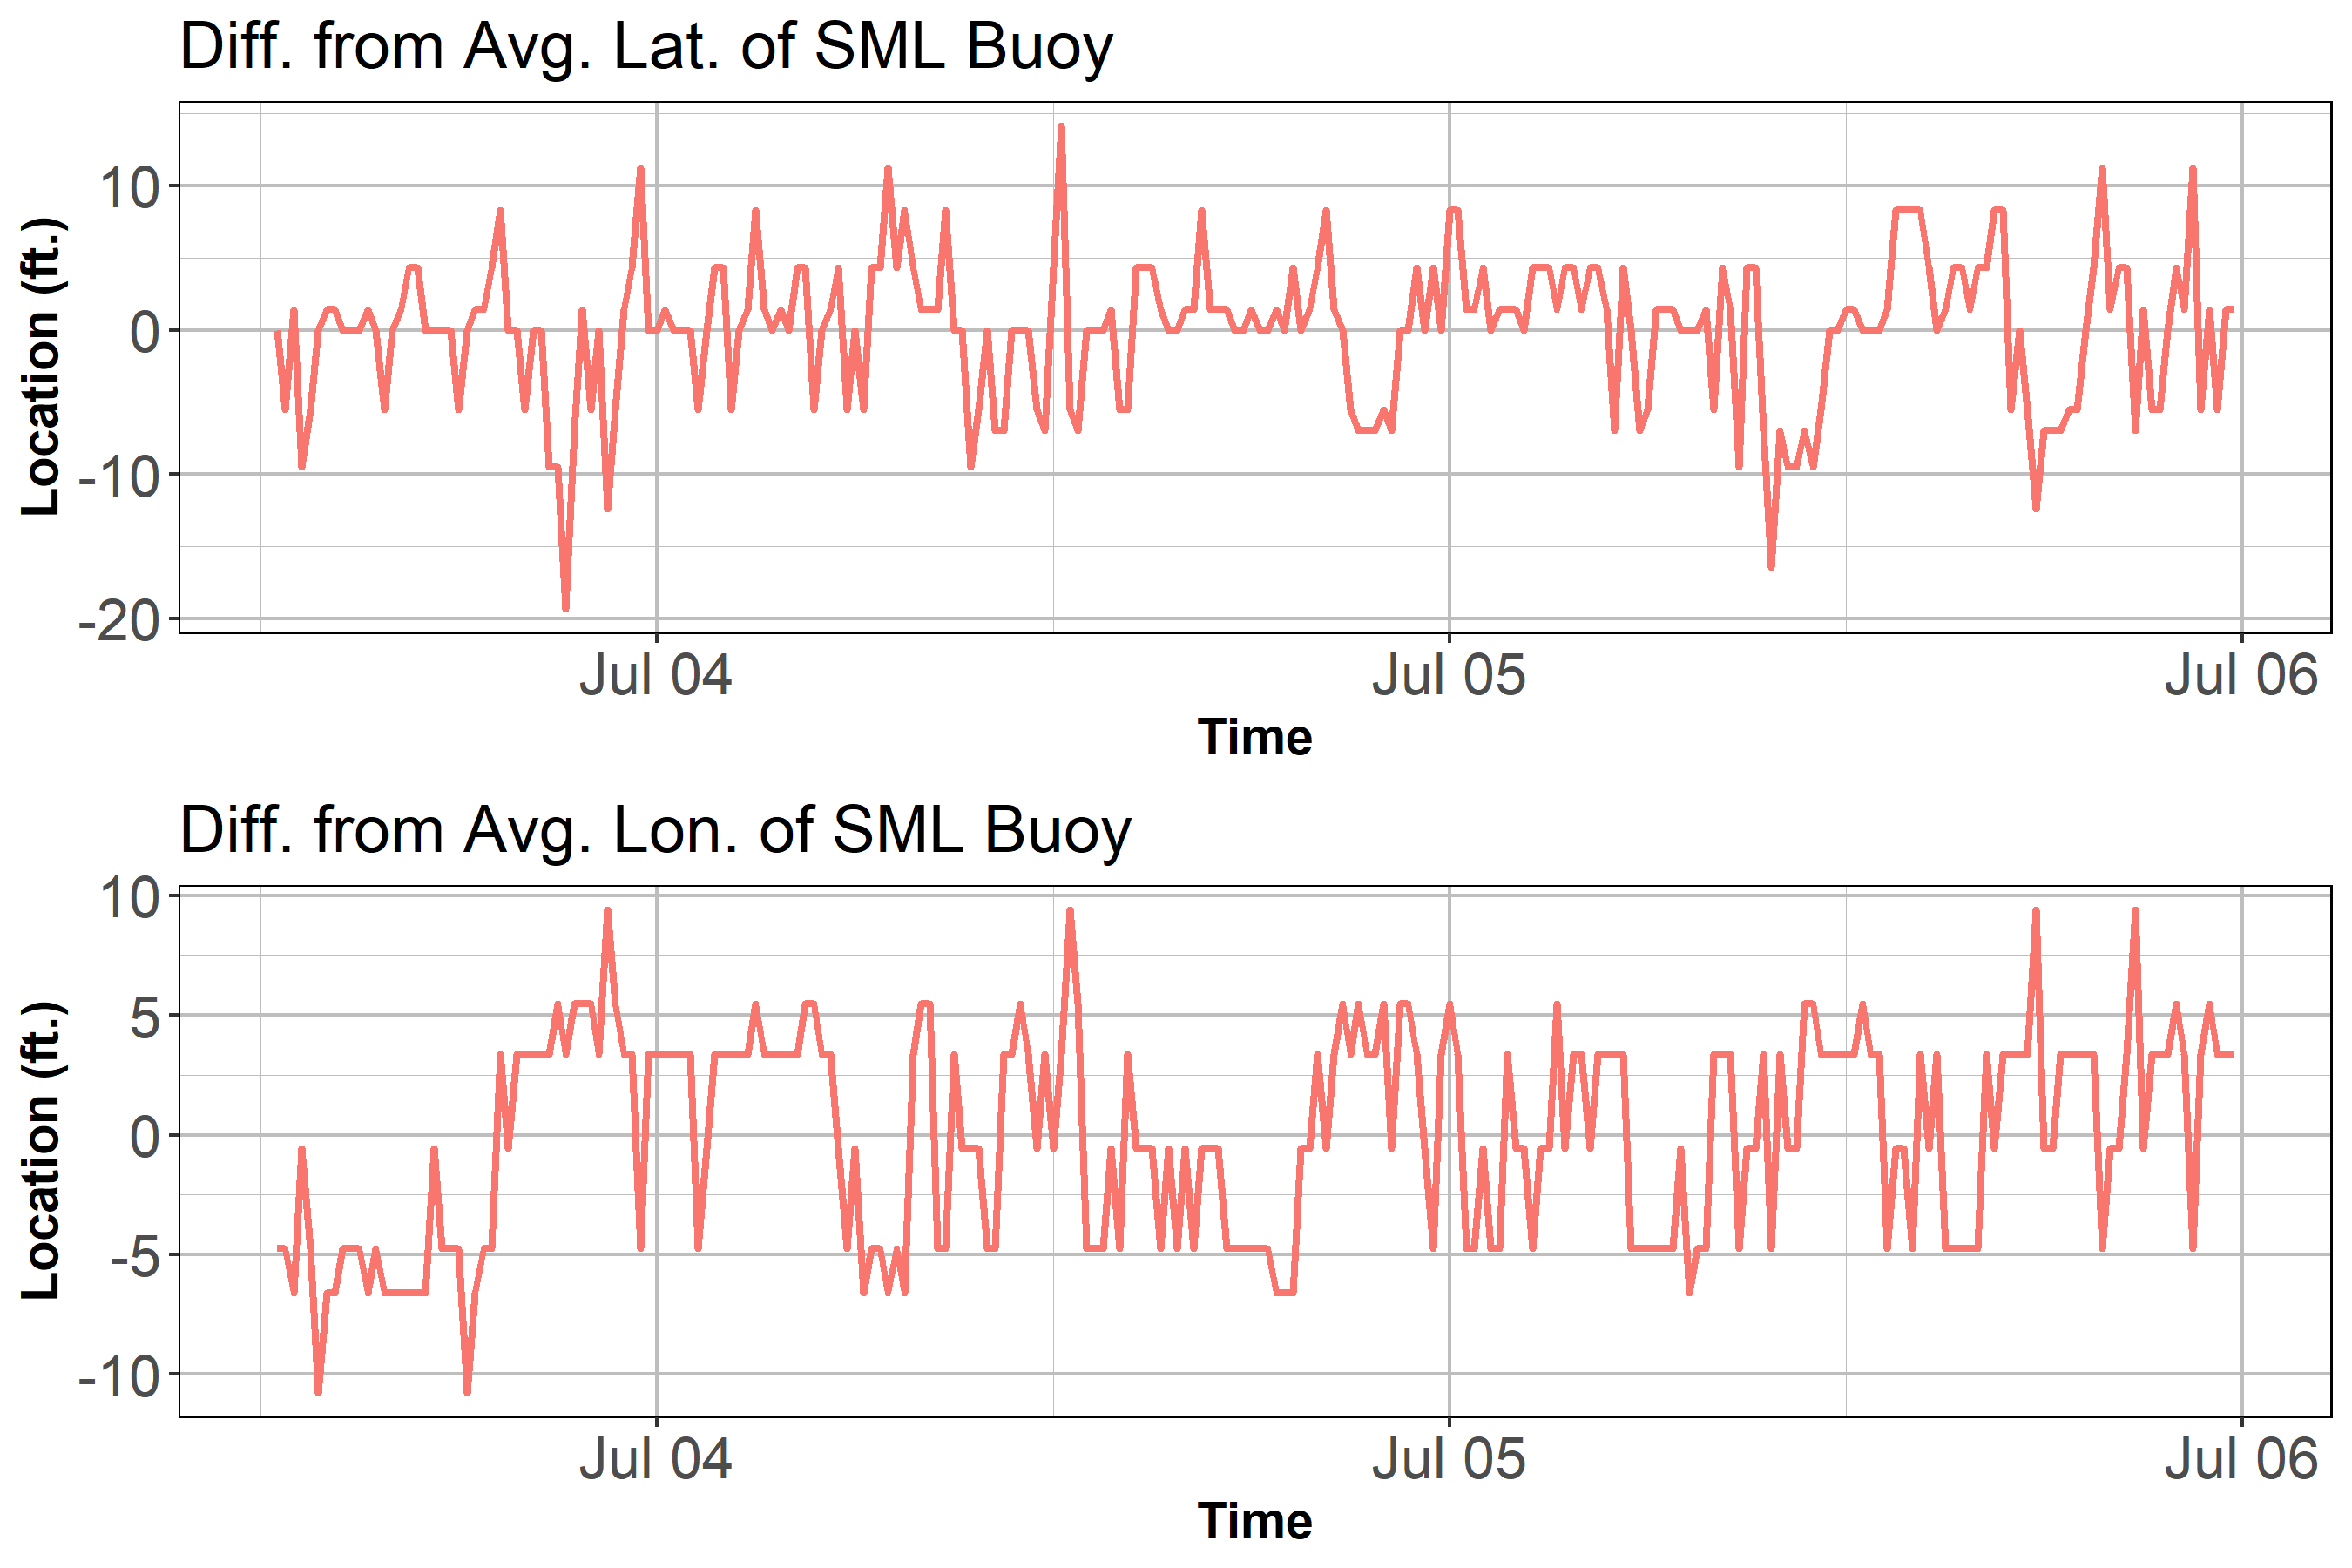 Diff. from Avg. Lat. of SML Buoy
Location (ft.)
10
0
-10
-20
Jul 04
Jul 05
Jul 06
Time
Diff. from Avg. Lon. of SML Buoy
Location (ft.)
10
5
0
-5
-10
Jul 04
Jul 05
Jul 06
Time